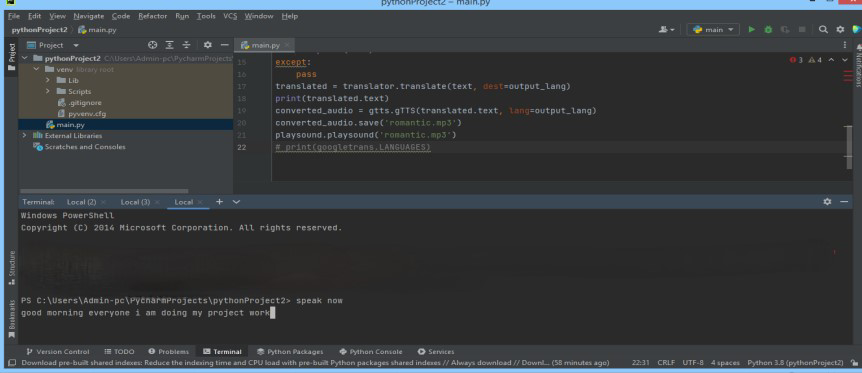 pythonProject2 – main.py
File Edit View Navigate Code Refactor Run Tools VCS Window Help
pythonProject2 main.py
main
Project
main.py
pythonProject2 C:\Users\Admin-pc\PycharmProjects\
venv library root
Lib
Scripts
.gitignore
pyvenv.cfg
main.py
External Libraries
Scratches and Consoles
Project
Notifications
3 4
15 except:
16 pass
17 translated = translator.translate(text, dest=output_lang)
18 print(translated.text)
19 converted_audio = gtts.gTTS(translated.text, lang=output_lang)
20 converted_audio.save('romantic.mp3')
21 playsound.playsound('romantic.mp3')
22 # print(googletrans.LANGUAGES)
Terminal: Local (2) Local (3) Local
Windows PowerShell
Copyright (C) 2014 Microsoft Corporation. All rights reserved.
PS C:\Users\Admin-pc\PycharmProjects\pythonProject2> speak now
good morning everyone i am doing my project work
Structure
Bookmarks
Version Control TODO Problems Terminal Python Packages Python Console Services
Download pre-built shared indexes: Reduce the indexing time and CPU load with pre-built Python packages shared indexes // Always download // Downl... (58 minutes ago) 22:31 CRLF UTF-8 4 spaces Python 3.8 (pythonProject2)